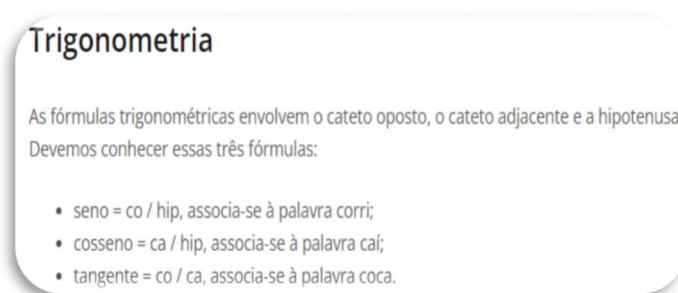 Trigonometria
As fórmulas trigonométricas envolvem o cateto oposto, o cateto adjacente e a hipotenusa
Devemos conhecer essas três fórmulas:
• seno = co / hip, associa-se à palavra corri;
• cosseno = ca / hip, associa-se à palavra caí;
• tangente = co / ca, associa-se à palavra coca.